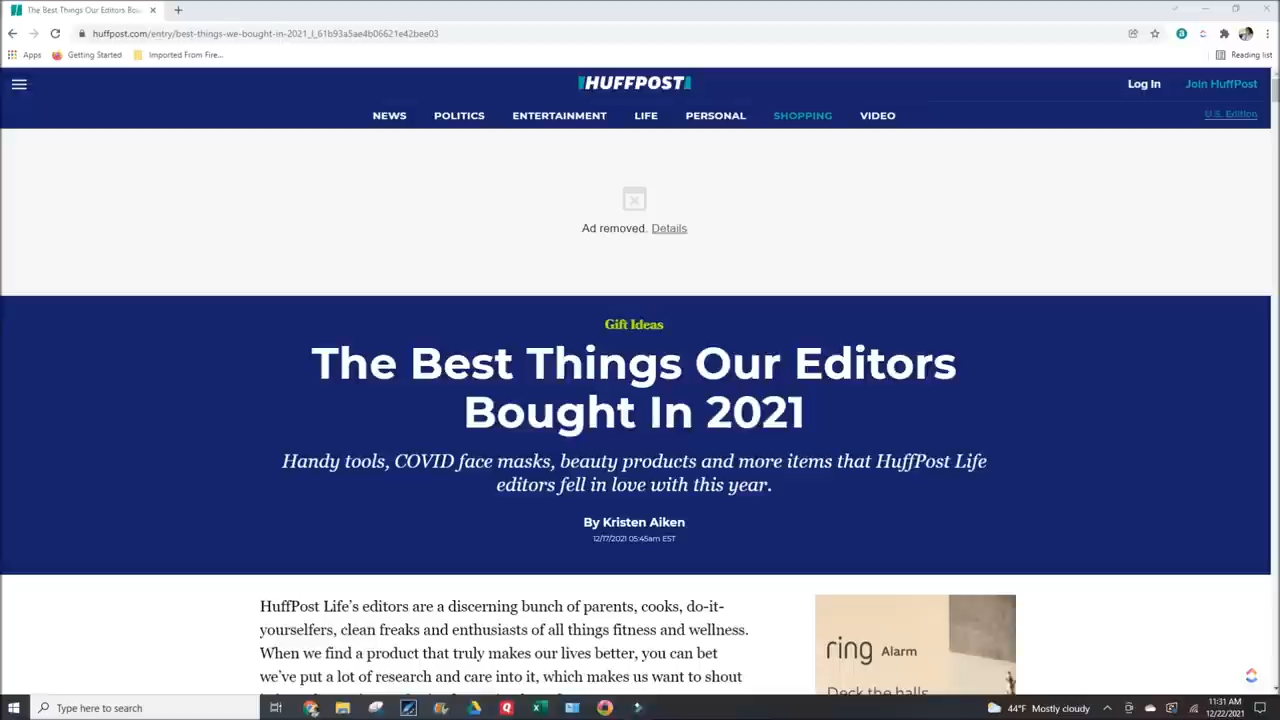 The Best Things Our Editors Bou
huffpost.com/entry/best-things-we-bought-in-2021_l_61b93a5ae4b06621e42bee03
Apps Getting Started Imported From Fire... Reading list
HUFFPOST
Log In Join HuffPost
NEWS POLITICS ENTERTAINMENT LIFE PERSONAL SHOPPING VIDEO
U.S. Edition
Ad removed. Details
Gift Ideas
The Best Things Our Editors
Bought In 2021
Handy tools, COVID face masks, beauty products and more items that HuffPost Life
editors fell in love with this year.
By Kristen Aiken
12/17/2021 05:45am EST
HuffPost Life's editors are a discerning bunch of parents, cooks, do-it-
yourselfers, clean freaks and enthusiasts of all things fitness and wellness.
When we find a product that truly makes our lives better, you can bet
we've put a lot of research and care into it, which makes us want to shout
ring Alarm
Deck the halls
Type here to search
44°F Mostly cloudy
11:31 AM
12/22/2021